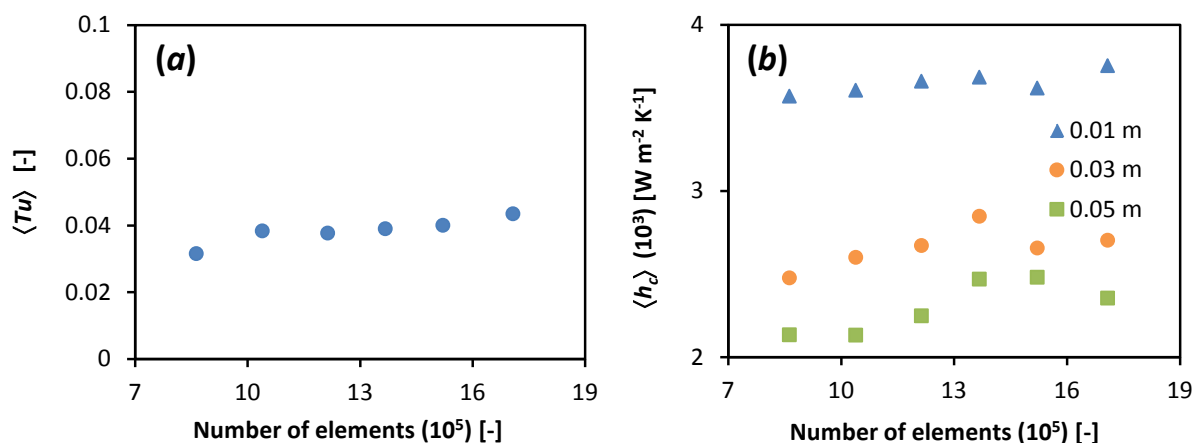 (a)
0.1
0.08
0.06
0.04
0.02
0
⟨Tu⟩ [-]
7 10 13 16 19
Number of elements (10⁵) [-]
(b)
4
3
2
⟨h_c⟩ (10³) [W m⁻² K⁻¹]
0.01 m
0.03 m
0.05 m
7 10 13 16 19
Number of elements (10⁵) [-]